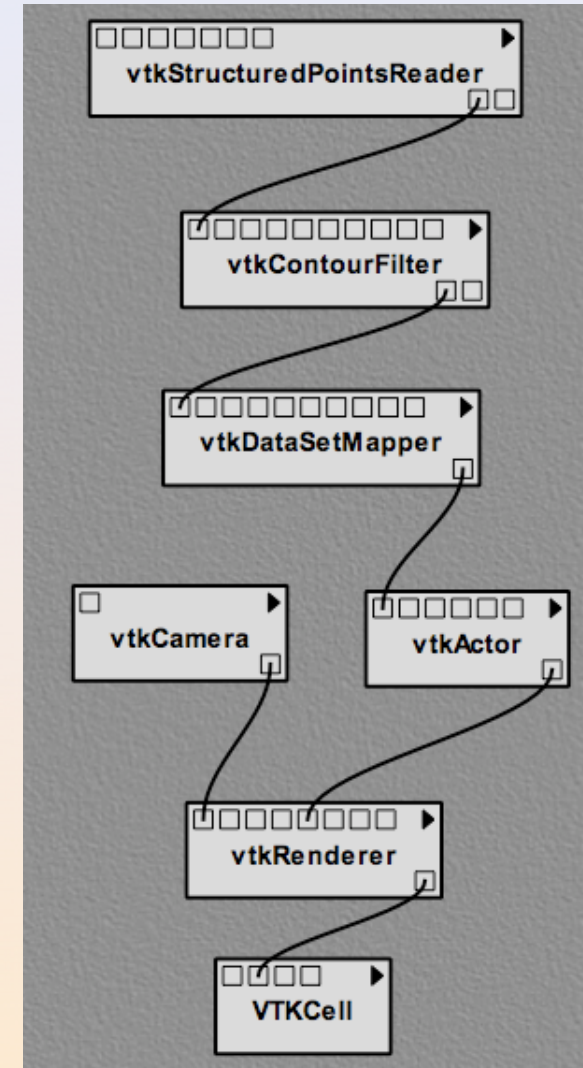 vtkStructuredPointsReader
vtkContourFilter
vtkDataSetMapper
vtkCamera
vtkActor
vtkRenderer
VTKCell